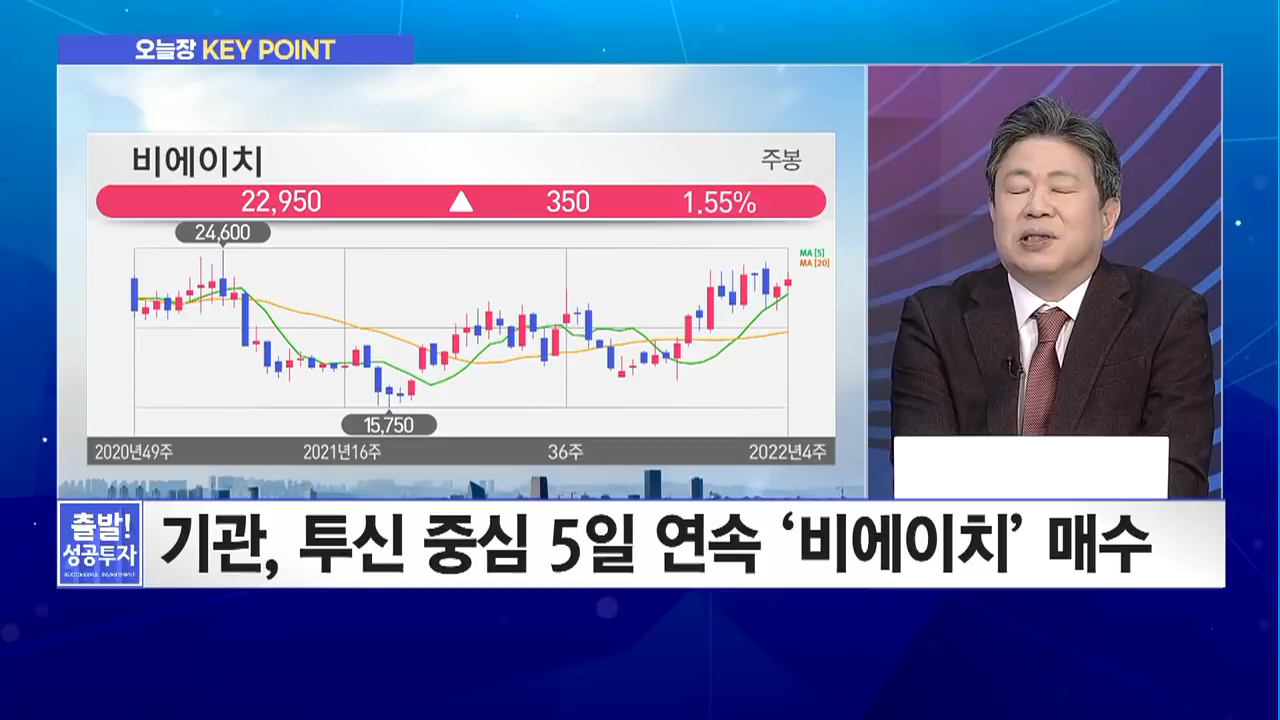 오늘장 KEY POINT
비에이치
주봉
22,950 ▲ 350 1.55%
24,600
MA [5]
MA [20]
15,750
2020년49주 2021년16주 36주 2022년4주
출발!
성공투자
기관, 투신 중심 5일 연속 ‘비에이치’ 매수